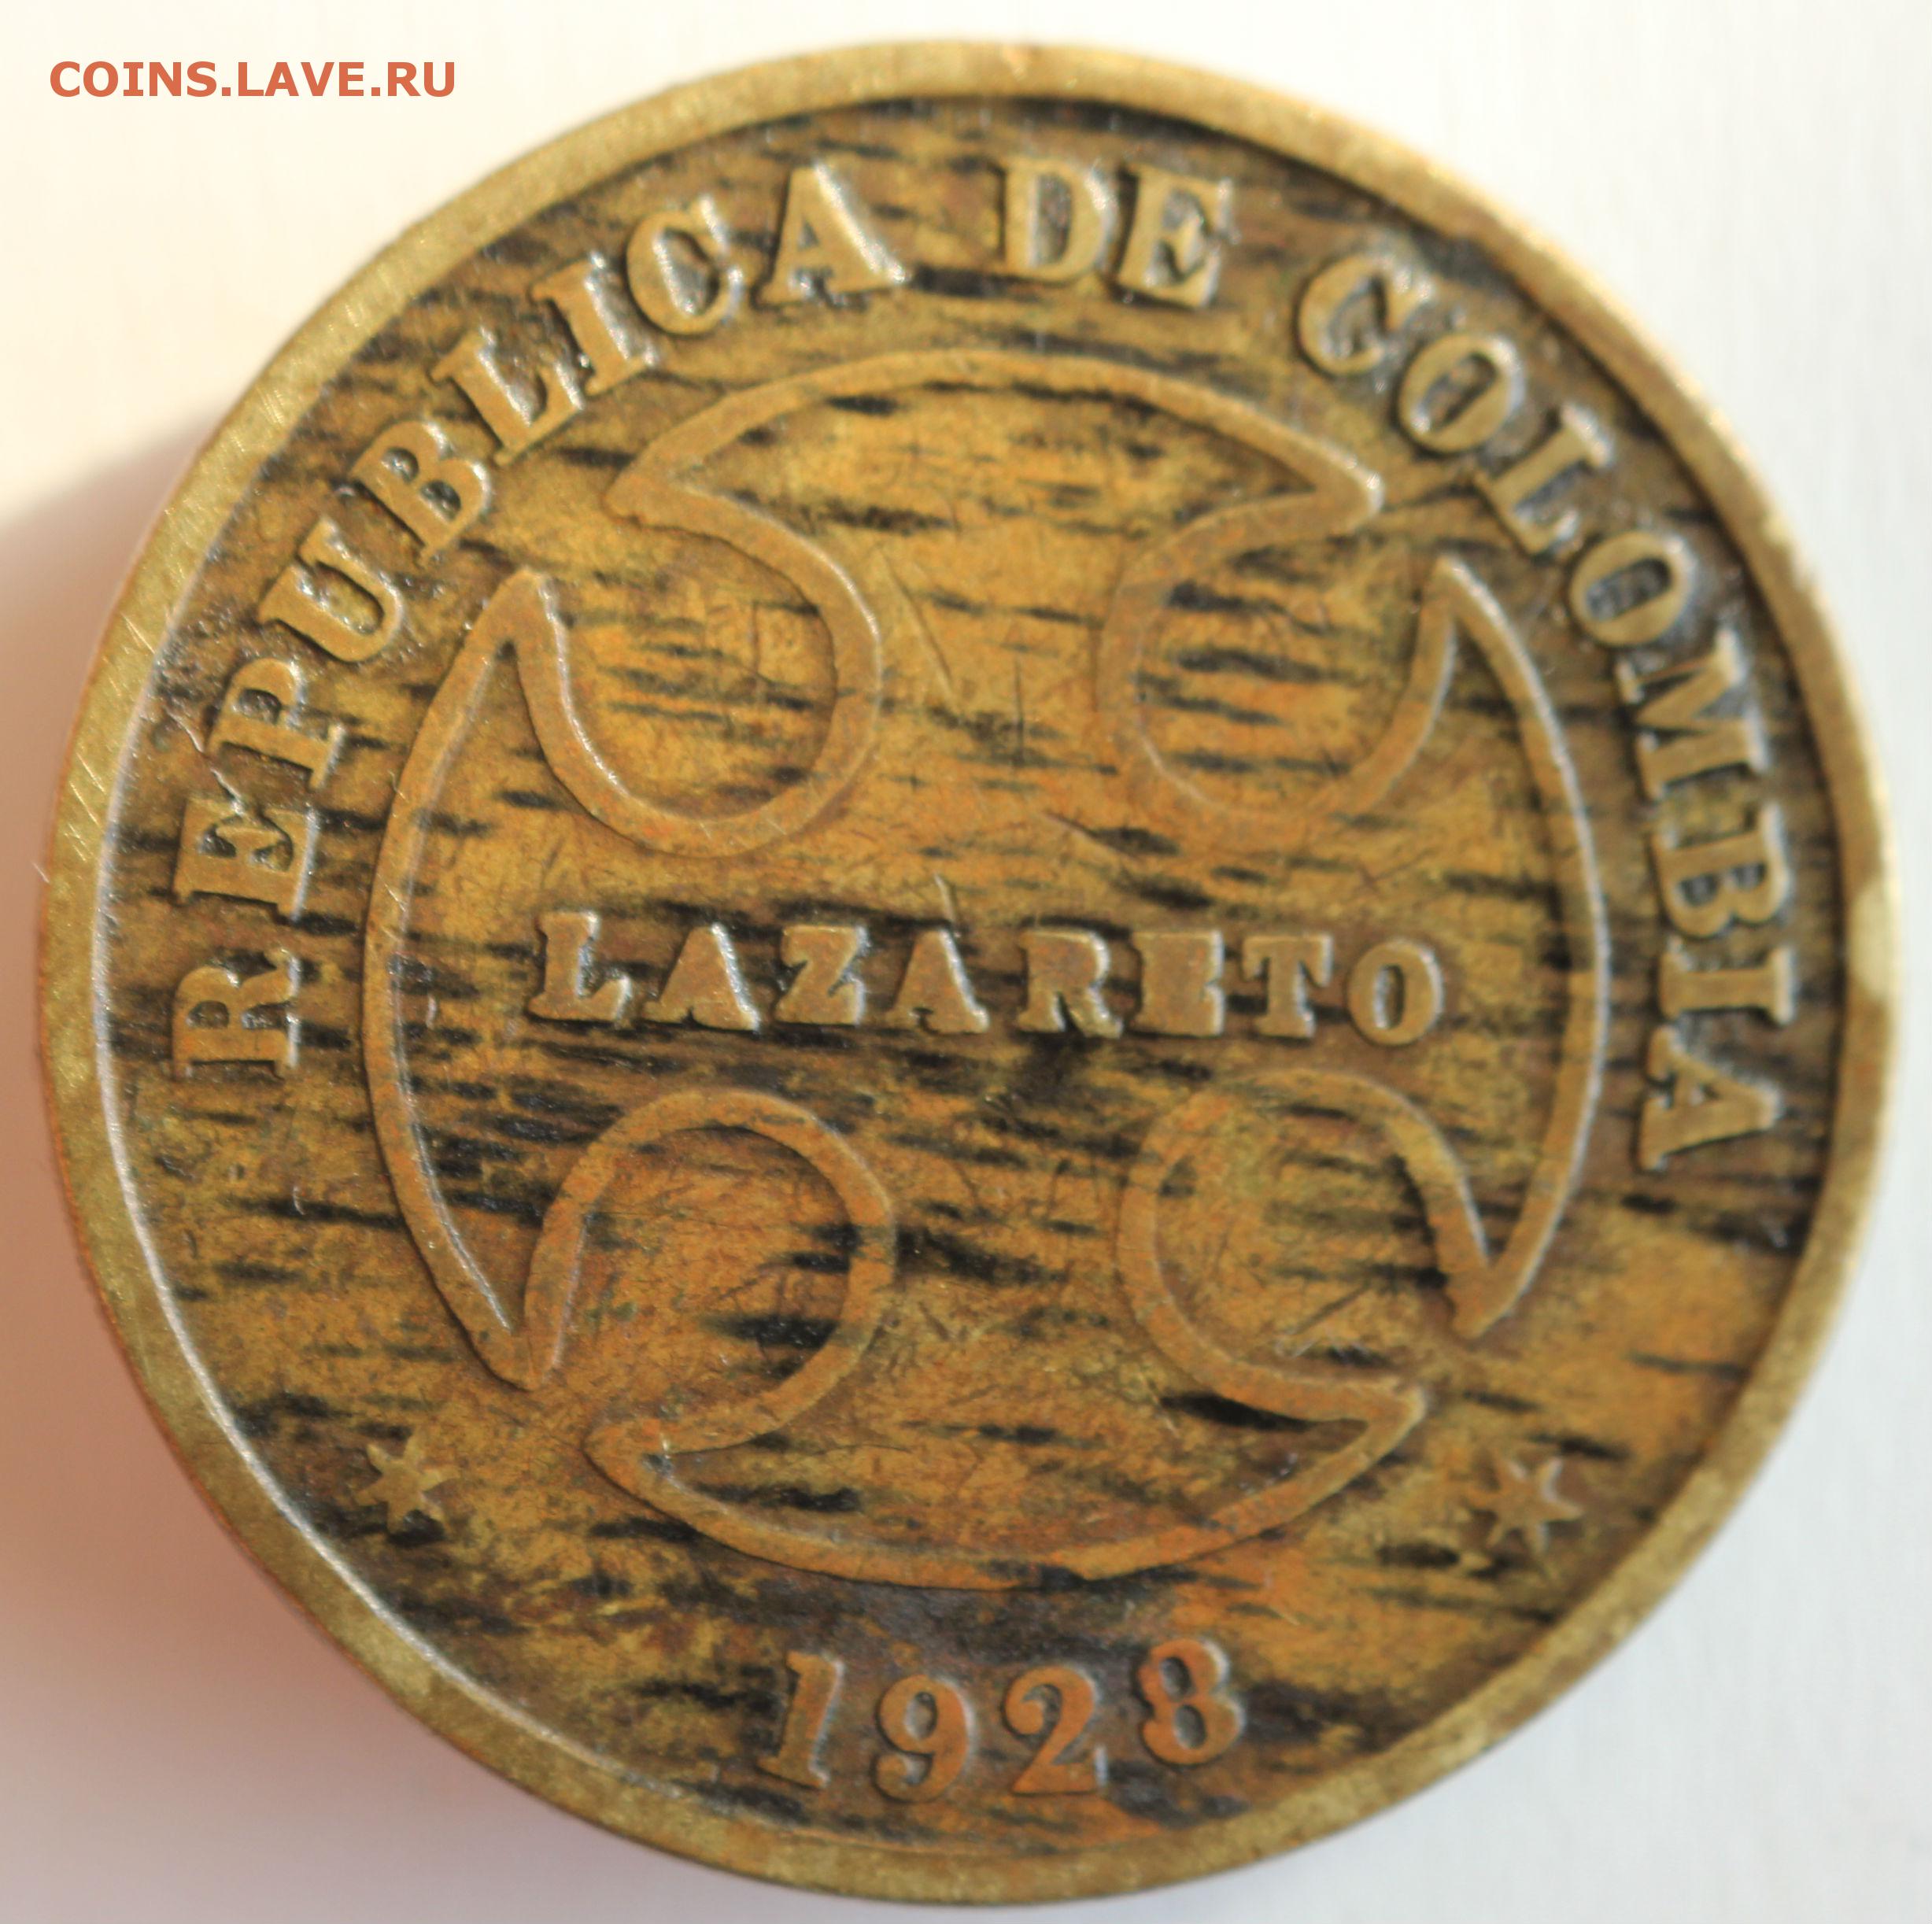 COINS.LAVE.RU
REPUBLICA DE COLOMBIA
LAZARETO
1928